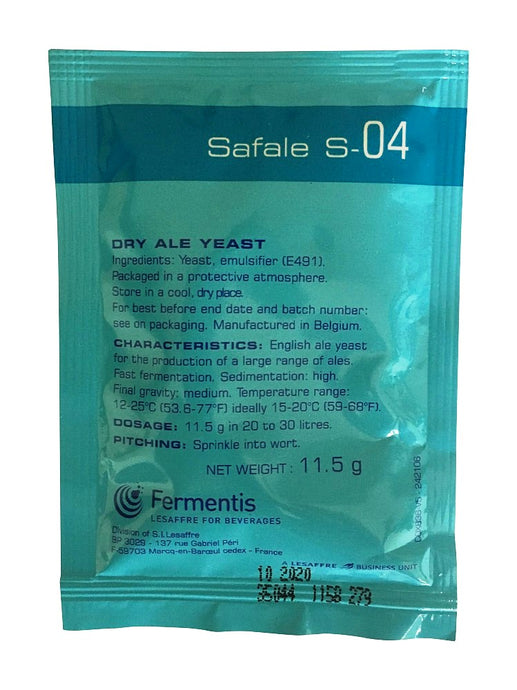 Safale S-04
DRY ALE YEAST
Ingredients: Yeast, emulsifier (E491).
Packaged in a protective atmosphere.
Store in a cool, dry place.
For best before end date and batch number:
see on packaging. Manufactured in Belgium.
CHARACTERISTICS: English ale yeast
for the production of a large range of ales.
Fast fermentation. Sedimentation: high.
Final gravity: medium. Temperature range:
12-25°C (53.6-77°F) ideally 15-20°C (59-68°F).
DOSAGE: 11.5 g in 20 to 30 litres.
PITCHING: Sprinkle into wort.
NET WEIGHT: 11.5 g
Fermentis
LESAFFRE FOR BEVERAGES
Division of S.I.Lesaffre
BP 3029 - 137 rue Gabriel Péri
F-59703 Marcq-en-Barœul cedex - France
A LESAFFRE BUSINESS UNIT
10 2020
35044 1158 279
242106